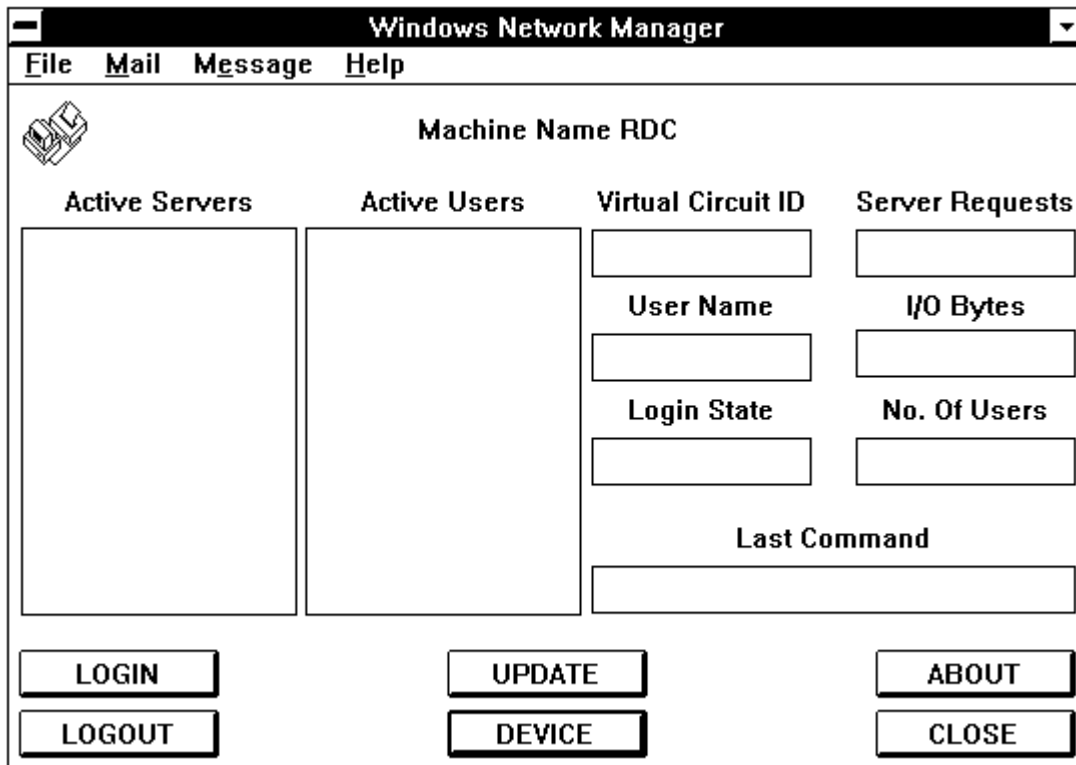 Windows Network Manager
File Mail Message Help
Machine Name RDC
Active Servers Active Users Virtual Circuit ID Server Requests
User Name I/O Bytes
Login State No. Of Users
Last Command
LOGIN UPDATE ABOUT
LOGOUT DEVICE CLOSE